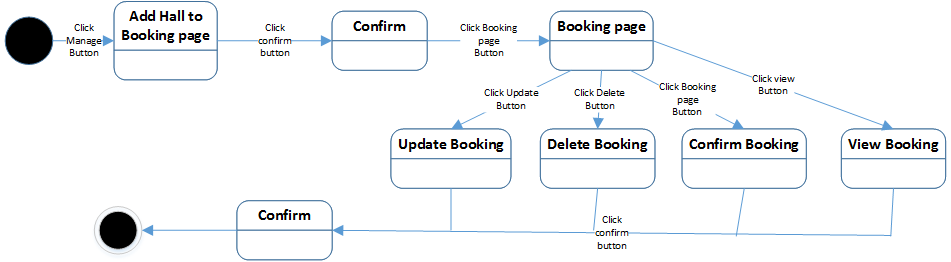 Add Hall to
Booking page
Click
Manage
Button
Click
confirm
button
Confirm
Click Booking
page
Button
Booking page
Click Update
Button
Click Delete
Button
Click Booking
page
Button
Click view
Button
Update Booking
Delete Booking
Confirm Booking
View Booking
Confirm
Click
confirm
button